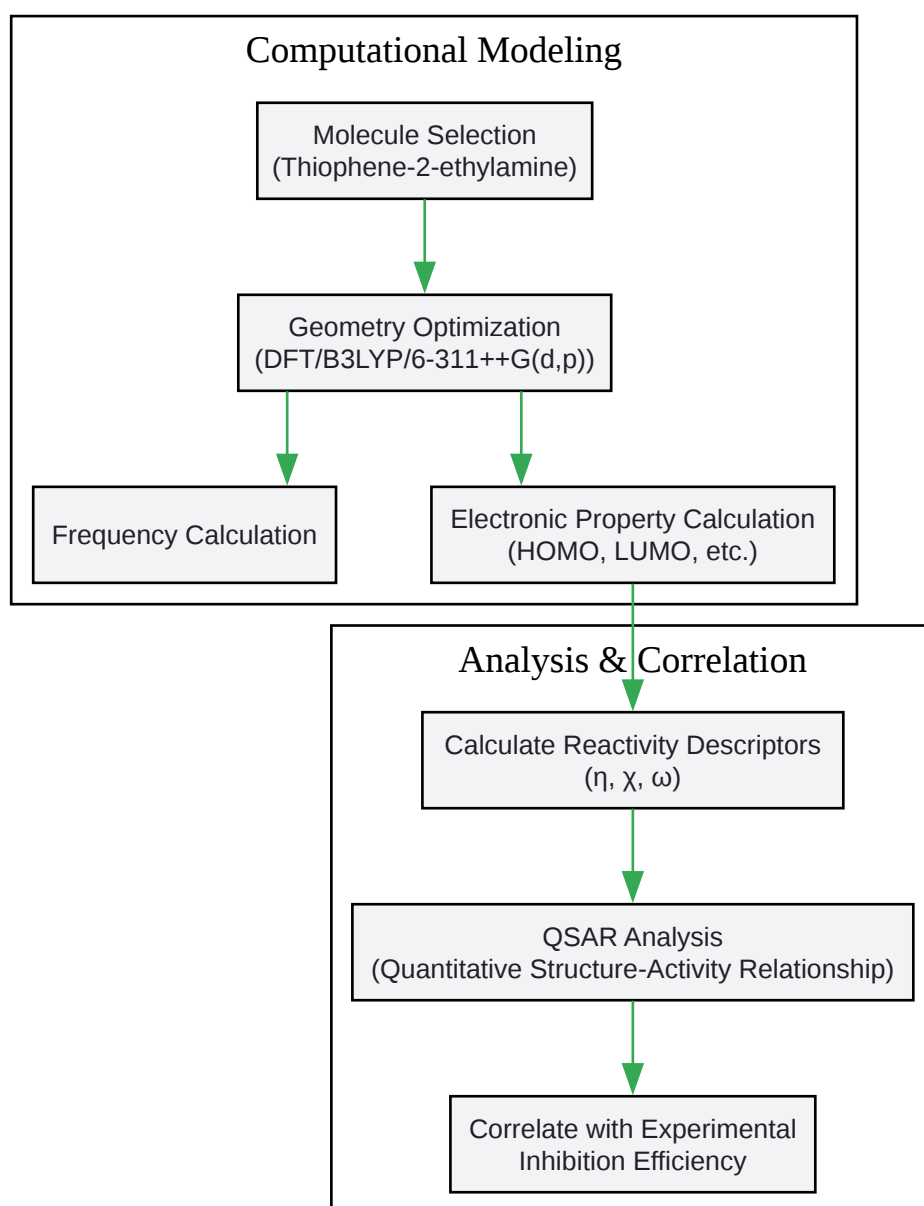 Computational Modeling
Molecule Selection
(Thiophene-2-ethylamine)
Geometry Optimization
(DFT/B3LYP/6-311++G(d,p))
Frequency Calculation
Electronic Property Calculation
(HOMO, LUMO, etc.)
Analysis & Correlation
Calculate Reactivity Descriptors
(η, χ, ω)
QSAR Analysis
(Quantitative Structure-Activity Relationship)
Correlate with Experimental
Inhibition Efficiency